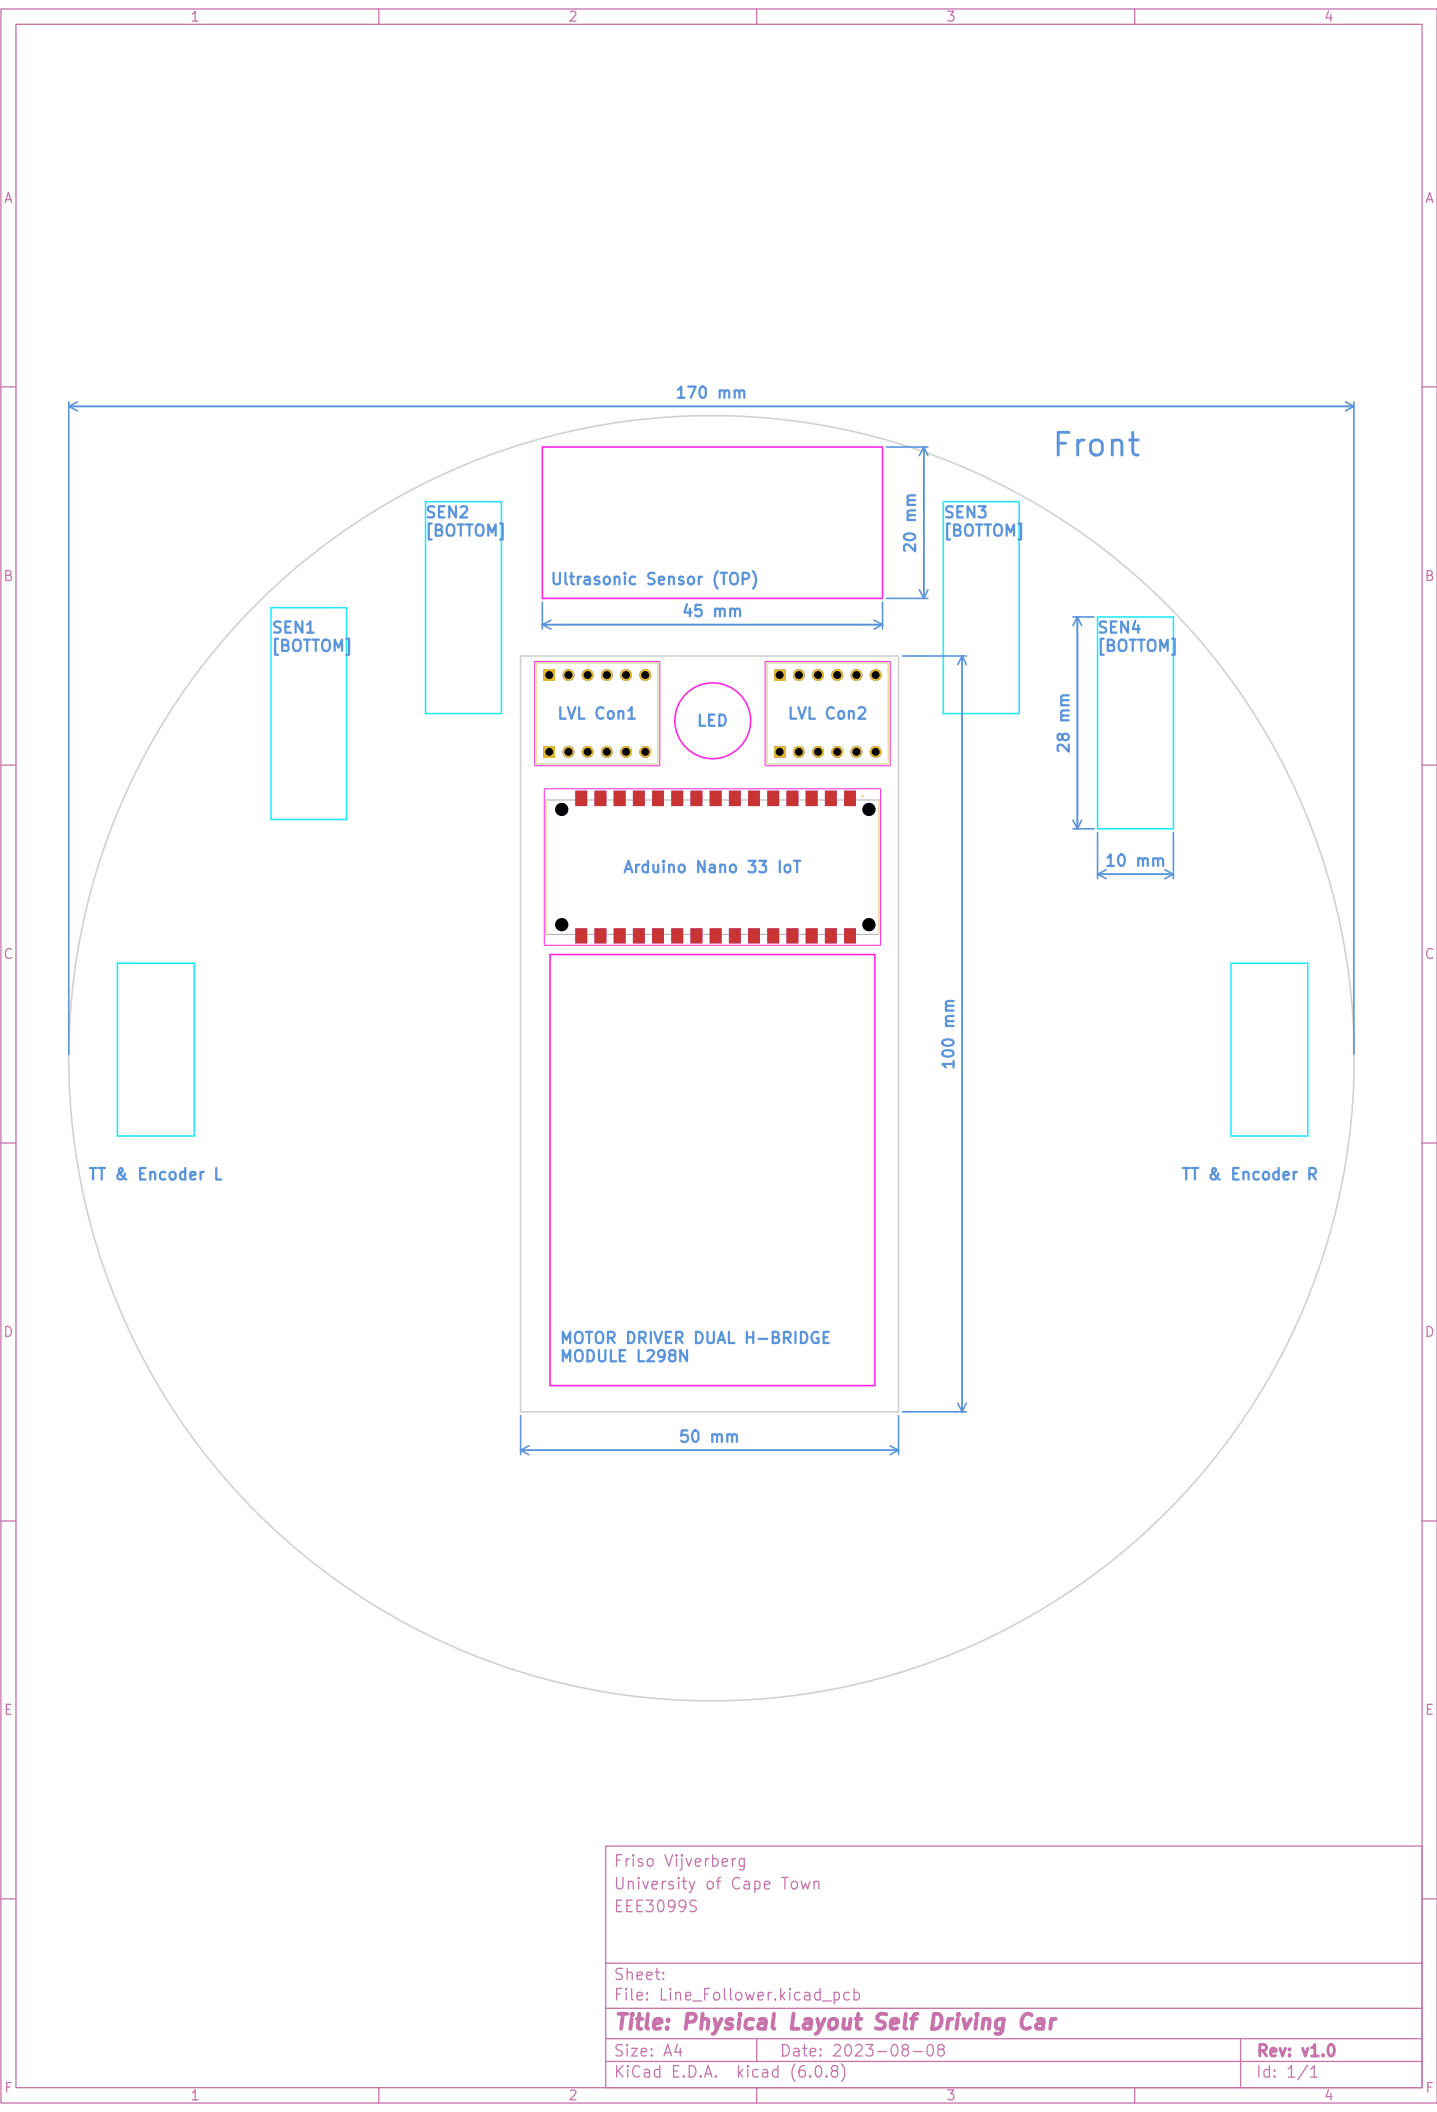 1 2 3 4
A A
170 mm
Front
SEN2
[BOTTOM]
SEN3
[BOTTOM]
20 mm
B B
Ultrasonic Sensor (TOP)
45 mm
SEN1
[BOTTOM]
SEN4
[BOTTOM]
LVL Con1
LED
LVL Con2
28 mm
10 mm
Arduino Nano 33 IoT
C C
100 mm
TT & Encoder L
TT & Encoder R
D D
MOTOR DRIVER DUAL H-BRIDGE
MODULE L298N
50 mm
E E
Friso Vijverberg
University of Cape Town
EEE3099S
Sheet:
File: Line_Follower.kicad_pcb
Title: Physical Layout Self Driving Car
Size: A4 Date: 2023-08-08 Rev: v1.0
KiCad E.D.A. kicad (6.0.8) Id: 1/1
F F
1 2 3 4